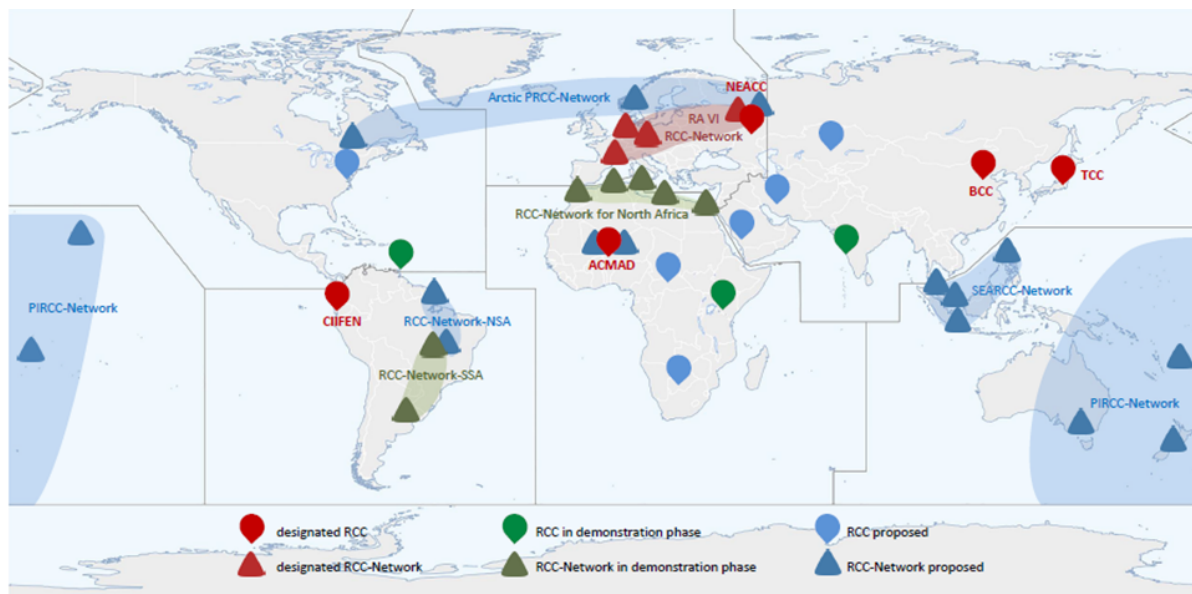 Arctic PRCC-Network
NEACC
RA VI
RCC-Network
BCC
TCC
RCC-Network for North Africa
ACMAD
PIRCC-Network
CIIFEN
RCC-Network-NSA
SEARCC-Network
RCC-Network-SSA
PIRCC-Network
designated RCC
RCC in demonstration phase
RCC proposed
designated RCC-Network
RCC-Network in demonstration phase
RCC-Network proposed